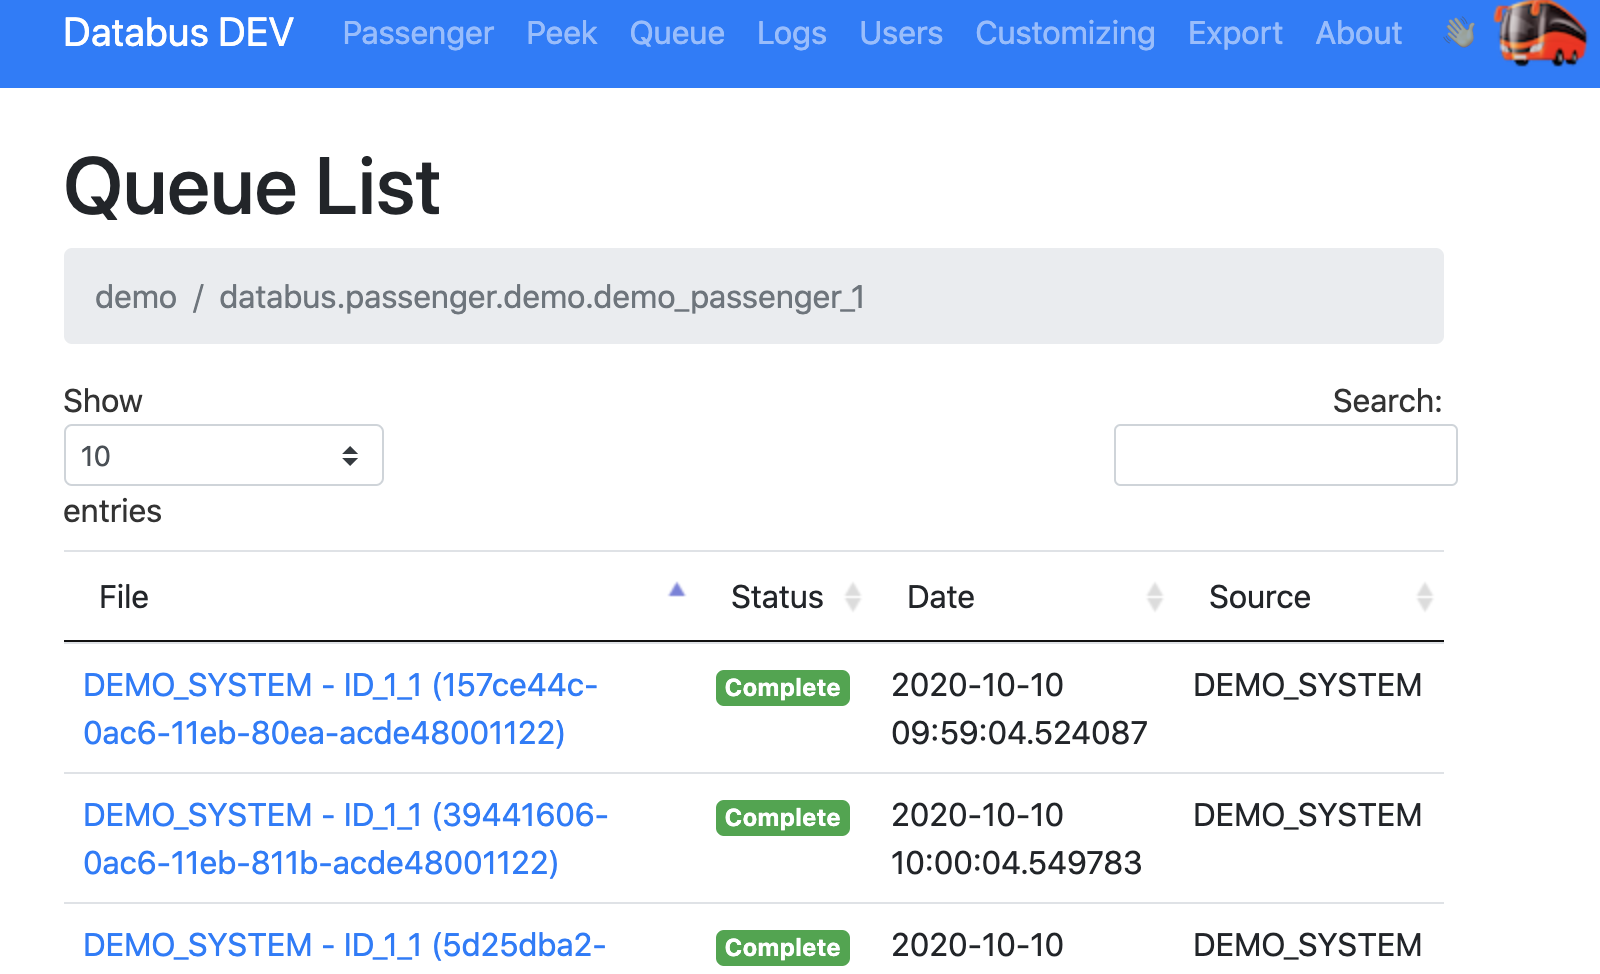 Databus DEV Passenger Peek Queue Logs Users Customizing Export About
Queue List
demo / databus.passenger.demo.demo_passenger_1
Show
Search:
10
entries
File Status Date Source
DEMO_SYSTEM - ID_1_1 (157ce44c- Complete 2020-10-10 DEMO_SYSTEM
0ac6-11eb-80ea-acde48001122) 09:59:04.524087
DEMO_SYSTEM - ID_1_1 (39441606- Complete 2020-10-10 DEMO_SYSTEM
0ac6-11eb-811b-acde48001122) 10:00:04.549783
DEMO_SYSTEM - ID_1_1 (5d25dba2- Complete 2020-10-10 DEMO_SYSTEM